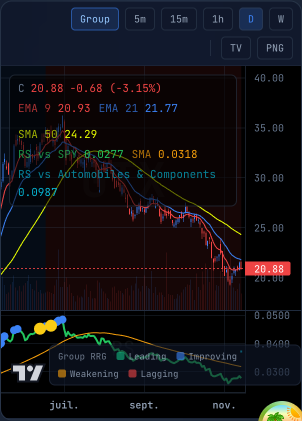 Group 5m 15m 1h D W
TV PNG
C 20.88 -0.68 (-3.15%)
EMA 9 20.93 EMA 21 21.77
SMA 50 24.29
RS vs SPY 0.0277 SMA 0.0318
RS vs Automobiles & Components
0.0987
40.00
35.00
30.00
25.00
20.88
20.00
0.0500
0.0400
0.0300
Group RRG Leading Improving
Weakening Lagging
juil. sept. nov.